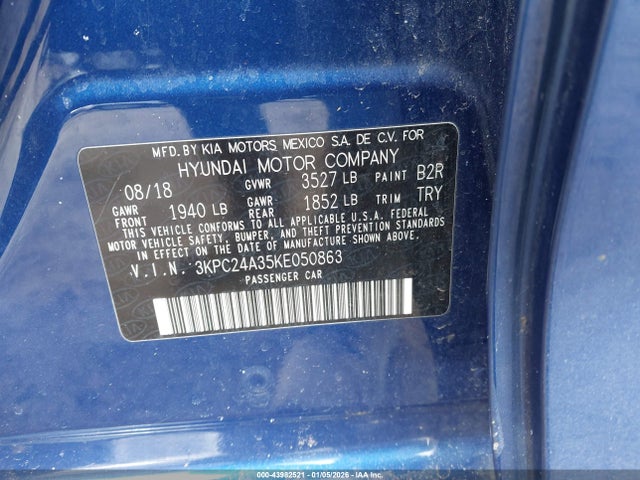 MFD. BY KIA MOTORS MEXICO S.A. DE C.V. FOR
HYUNDAI MOTOR COMPANY
08/18 GVWR 3527 LB PAINT B2R
GAWR FRONT 1940 LB GAWR REAR 1852 LB TRIM TRY
THIS VEHICLE CONFORMS TO ALL APPLICABLE U.S.A. FEDERAL
MOTOR VEHICLE SAFETY, BUMPER, AND THEFT PREVENTION
STANDARDS IN EFFECT ON THE DATE OF MANUFACTURE SHOWN ABOVE.
V.I.N. 3KPC24A35KE050863
PASSENGER CAR
000-43982521 - 01/05/2026 - COPART.COM